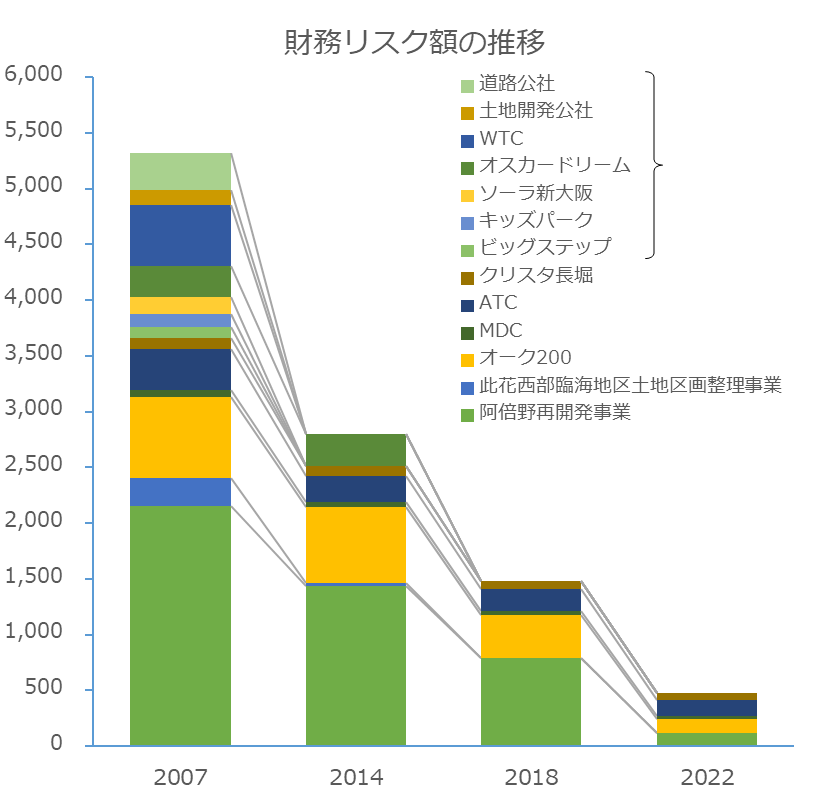 財務リスク額の推移
6,000
5,500
5,000
4,500
4,000
3,500
3,000
2,500
2,000
1,500
1,000
500
0
道路公社
土地開発公社
WTC
オスカードリーム
ソーラ新大阪
キッズパーク
ビッグステップ
クリスタ長堀
ATC
MDC
オーク200
此花西部臨海地区土地区画整理事業
阿倍野再開発事業
2007 2014 2018 2022